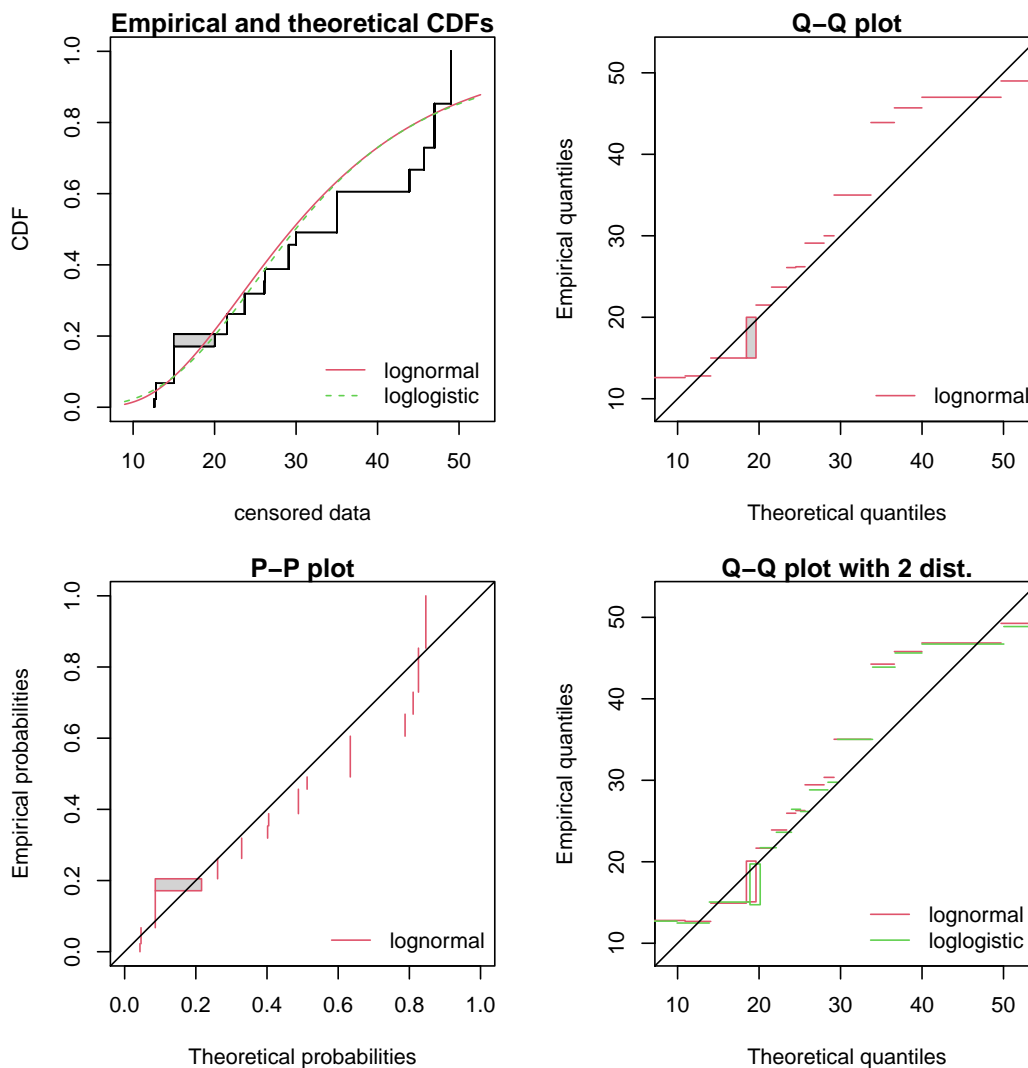 Empirical and theoretical CDFs
CDF
0.0 0.2 0.4 0.6 0.8 1.0
lognormal
loglogistic
10 20 30 40 50
censored data
Q−Q plot
Empirical quantiles
10 20 30 40 50
lognormal
10 20 30 40 50
Theoretical quantiles
P−P plot
Empirical probabilities
0.0 0.2 0.4 0.6 0.8 1.0
lognormal
0.0 0.2 0.4 0.6 0.8 1.0
Theoretical probabilities
Q−Q plot with 2 dist.
Empirical quantiles
10 20 30 40 50
lognormal
loglogistic
10 20 30 40 50
Theoretical quantiles